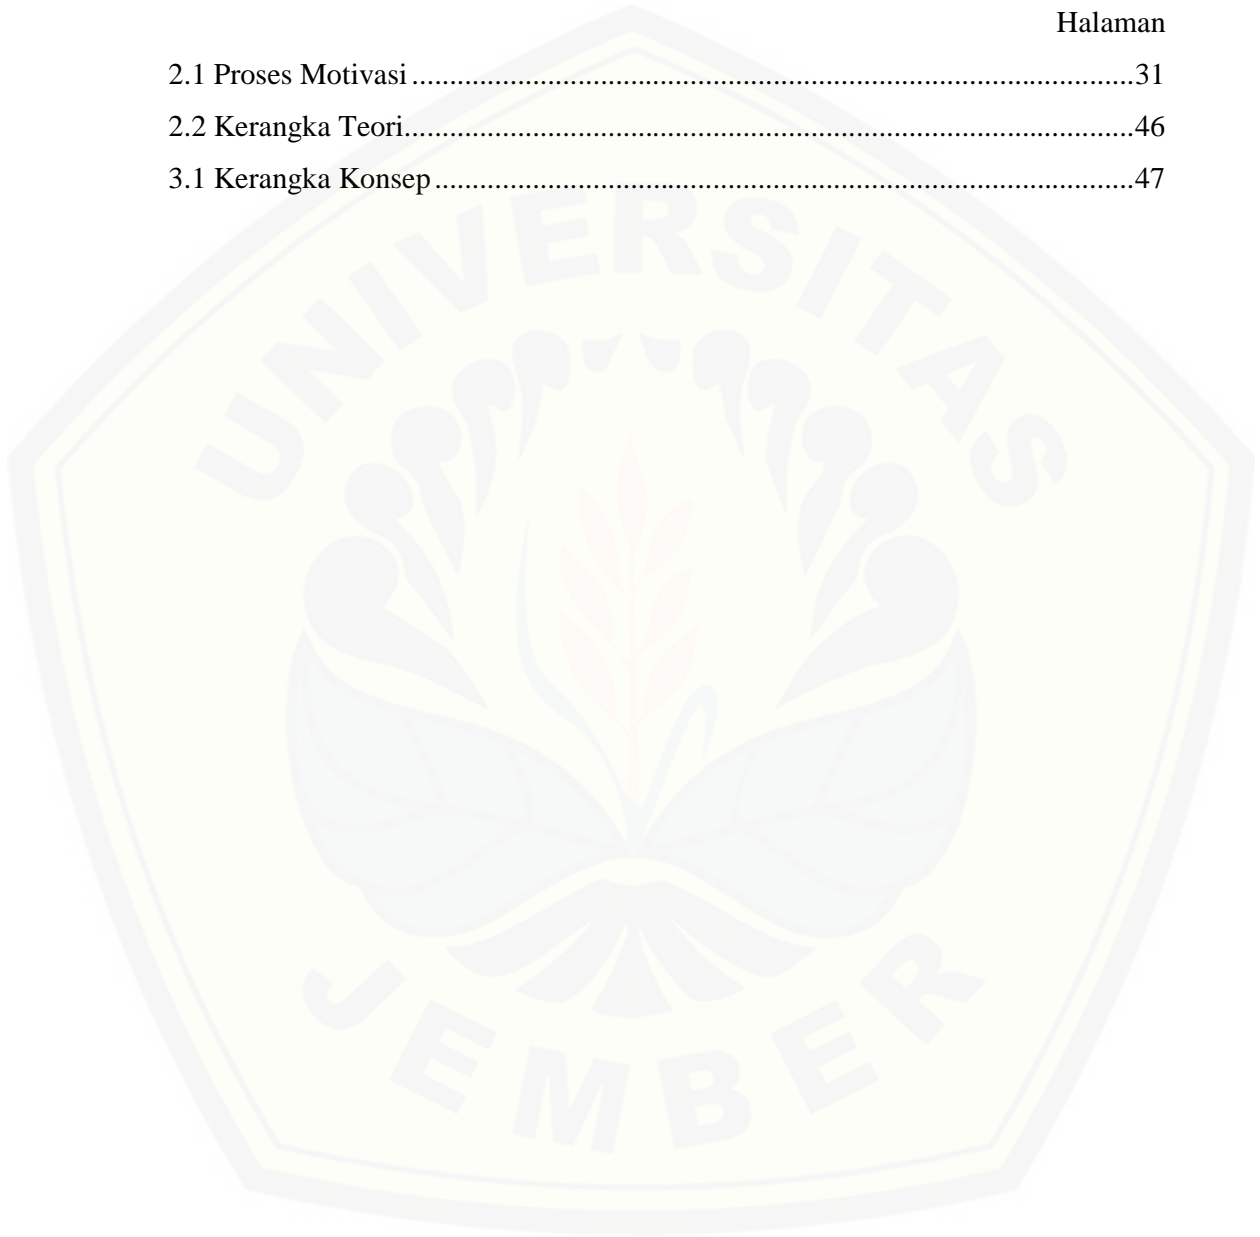 Halaman
2.1 Proses Motivasi ................................................................................................31
2.2 Kerangka Teori.................................................................................................46
3.1 Kerangka Konsep .............................................................................................47
UNIVERSITAS
JEMBER